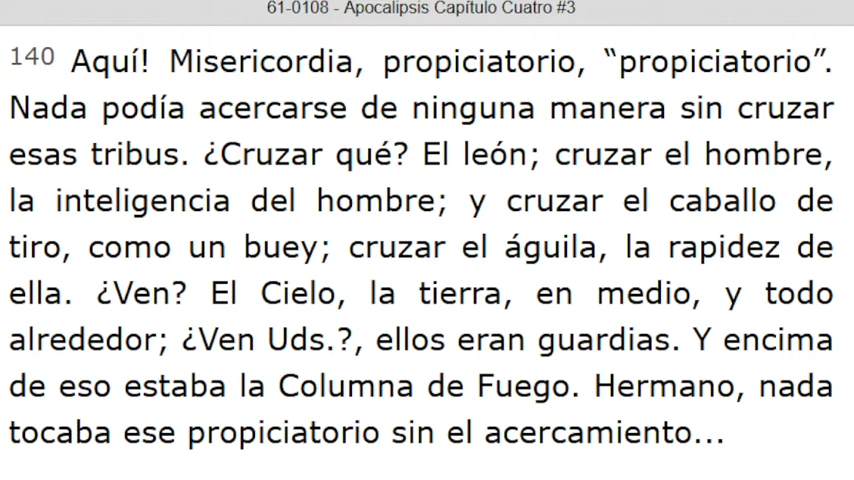 61-0108 - Apocalipsis Capítulo Cuatro #3
140 Aquí! Misericordia, propiciatorio, “propiciatorio”.
Nada podía acercarse de ninguna manera sin cruzar
esas tribus. ¿Cruzar qué? El león; cruzar el hombre,
la inteligencia del hombre; y cruzar el caballo de
tiro, como un buey; cruzar el águila, la rapidez de
ella. ¿Ven? El Cielo, la tierra, en medio, y todo
alrededor; ¿Ven Uds.?, ellos eran guardias. Y encima
de eso estaba la Columna de Fuego. Hermano, nada
tocaba ese propiciatorio sin el acercamiento...